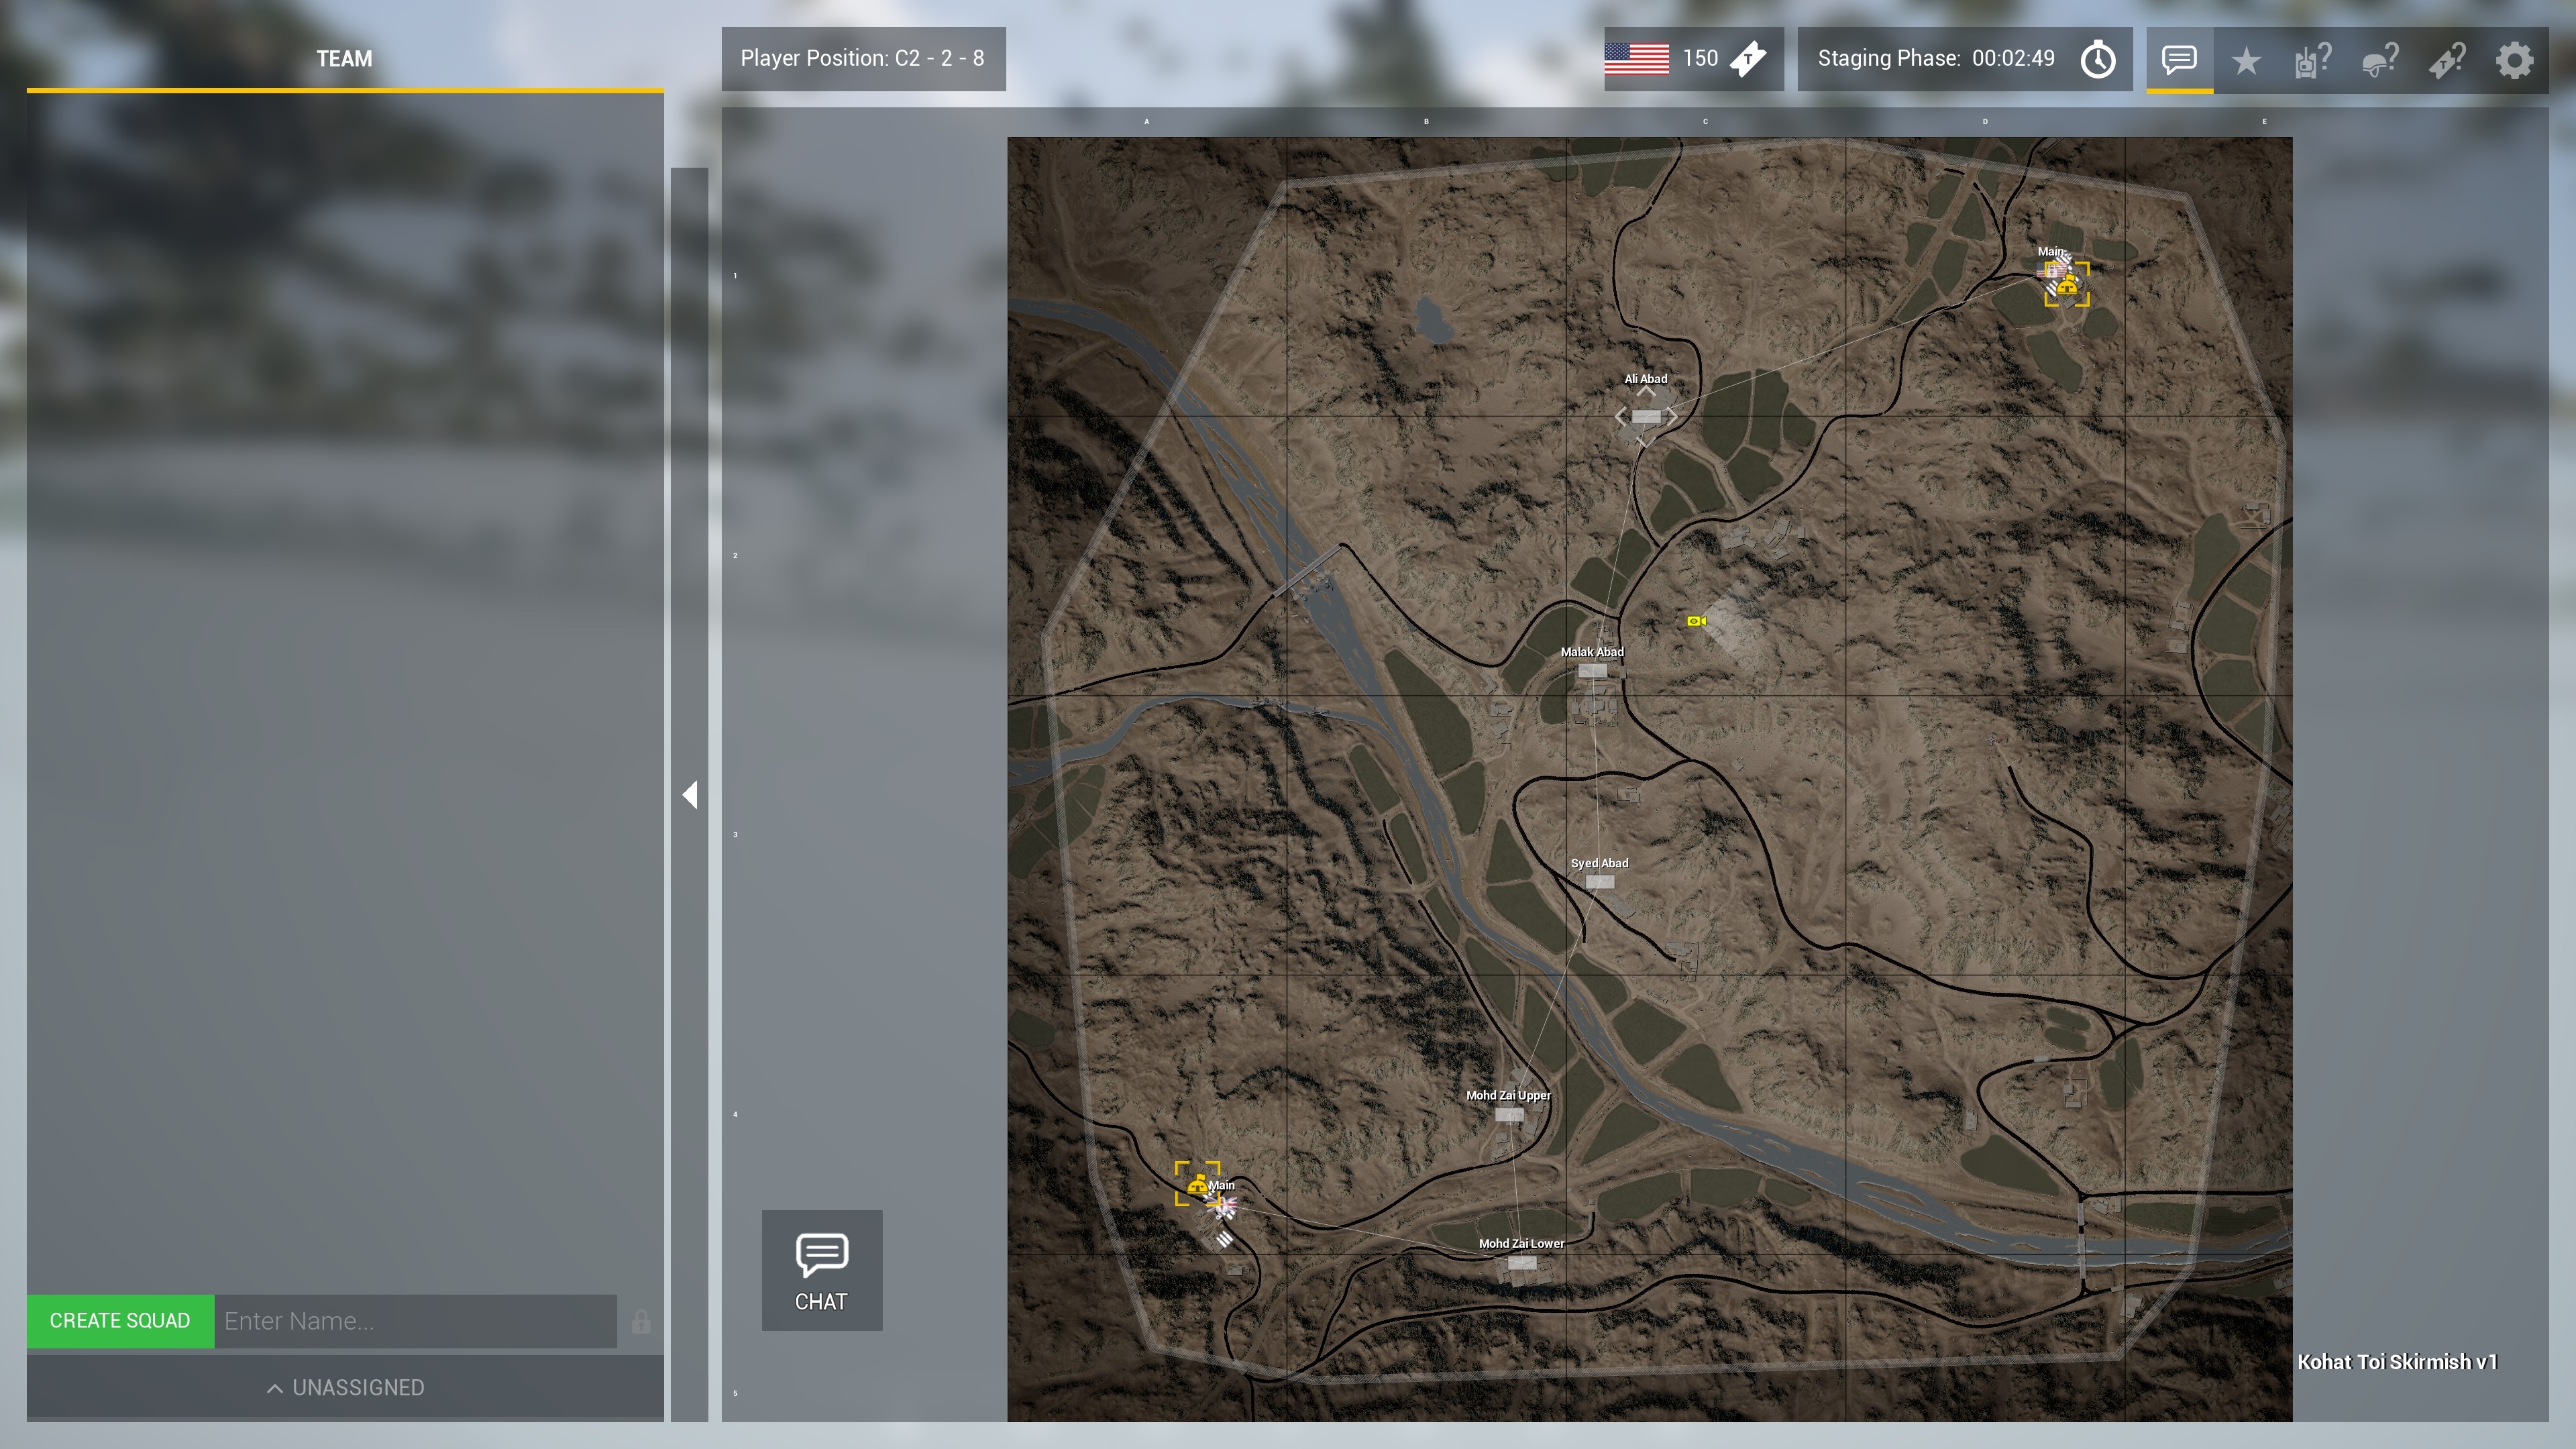 TEAM
Player Position: C2 - 2 - 8
150
T
Staging Phase: 00:02:49
?
?
T?
A
B
C
D
E
1
2
3
4
5
Main
Ali Abad
Malak Abad
Syed Abad
Mohd Zai Upper
Main
Mohd Zai Lower
CHAT
CREATE SQUAD
Enter Name...
UNASSIGNED
Kohat Toi Skirmish v1